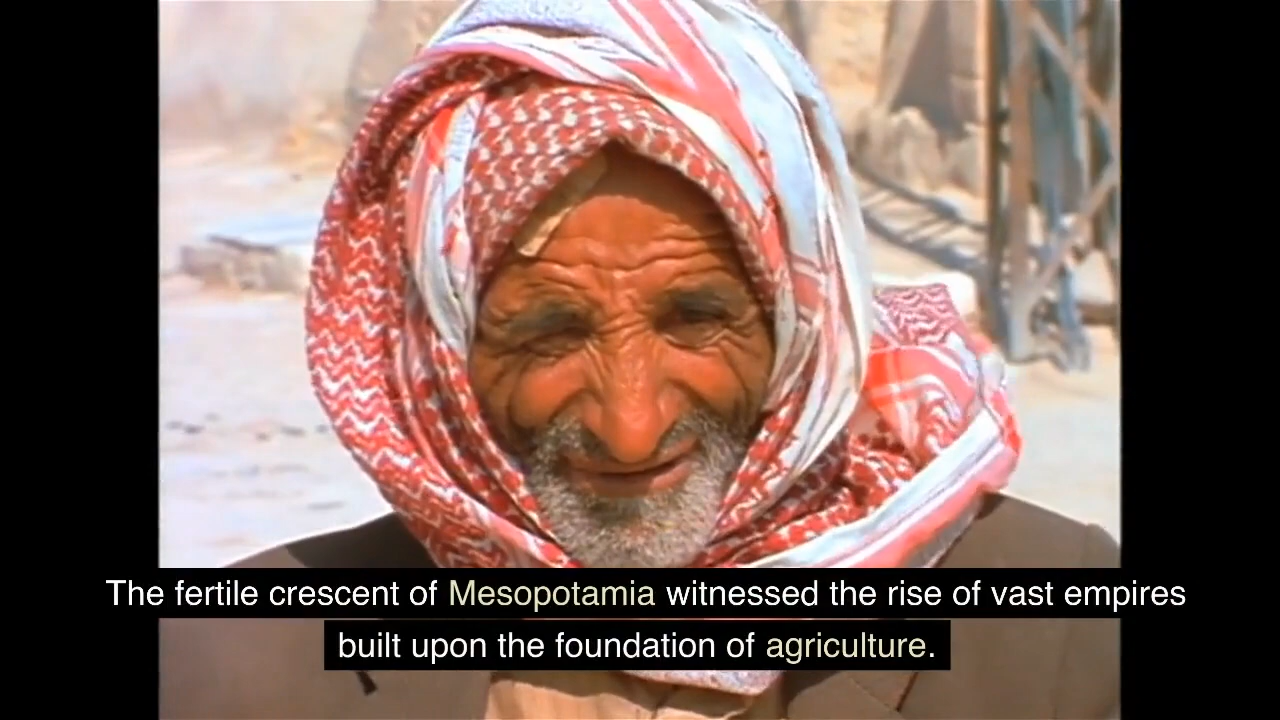 The fertile crescent of Mesopotamia witnessed the rise of vast empires
built upon the foundation of agriculture.